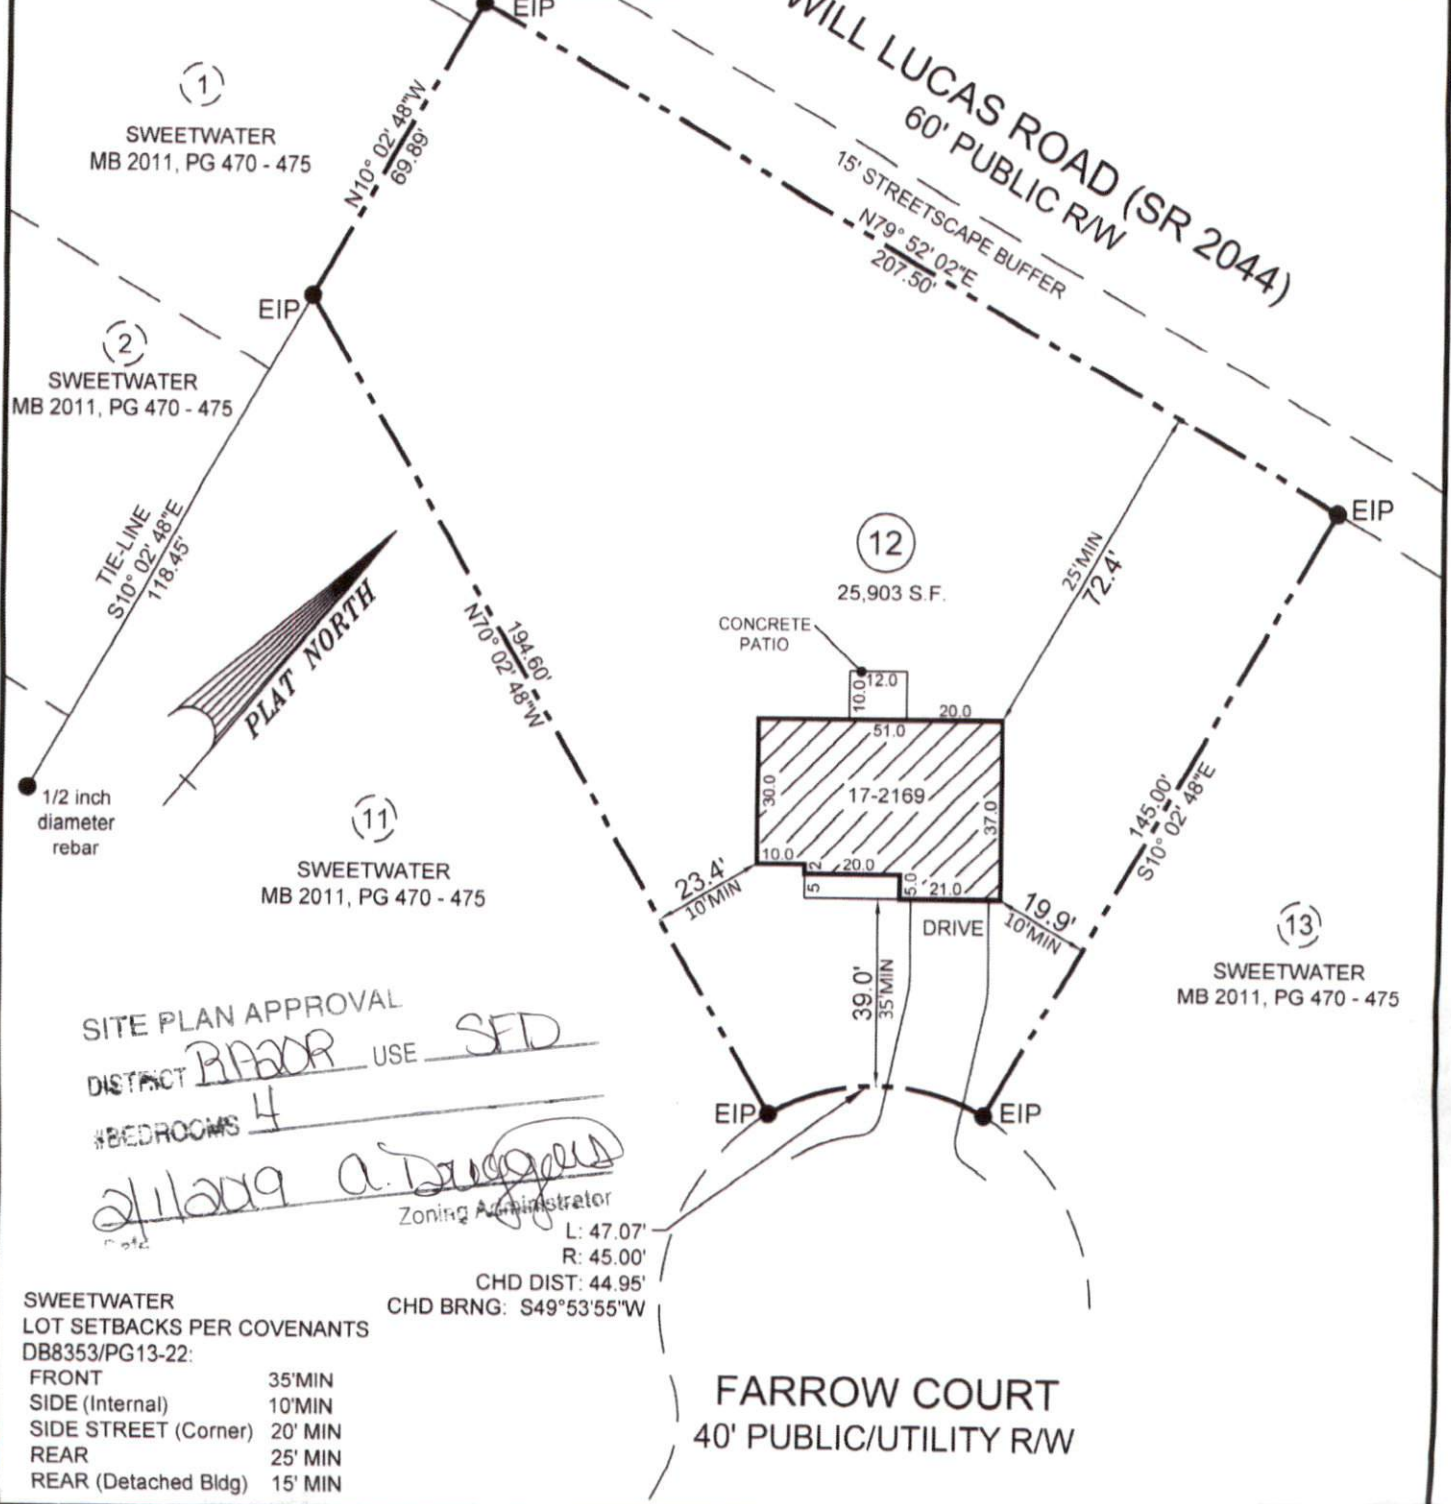 EIP
WILL LUCAS ROAD (SR 2044)
60' PUBLIC R/W
15' STREETSCAPE BUFFER
N79° 52' 02"E
207.50'
1
SWEETWATER
MB 2011, PG 470 - 475
N10° 02' 48"W
69.89'
EIP
2
SWEETWATER
MB 2011, PG 470 - 475
TIE-LINE
S10° 02' 48"E
118.45'
PLAT NORTH
1/2 inch
diameter
rebar
194.60'
N70° 02' 48"W
EIP
12
25,903 S.F.
25'MIN
72.4'
CONCRETE
PATIO
10.0
12.0
20.0
51.0
30.0
17-2169
37.0
10.0
2
20.0
5
5.0
21.0
145.00'
S10° 02' 48"E
11
SWEETWATER
MB 2011, PG 470 - 475
23.4'
10'MIN
DRIVE
19.9'
10'MIN
13
SWEETWATER
MB 2011, PG 470 - 475
39.0'
35'MIN
EIP
EIP
SITE PLAN APPROVAL
DISTRICT RA20R USE SFD
#BEDROOMS 4
2/1/2019 a. Driggers
Date Zoning Administrator
L: 47.07'
R: 45.00'
CHD DIST: 44.95'
CHD BRNG: S49°53'55"W
SWEETWATER
LOT SETBACKS PER COVENANTS
DB8353/PG13-22:
FRONT 35'MIN
SIDE (Internal) 10'MIN
SIDE STREET (Corner) 20' MIN
REAR 25' MIN
REAR (Detached Bldg) 15' MIN
FARROW COURT
40' PUBLIC/UTILITY R/W